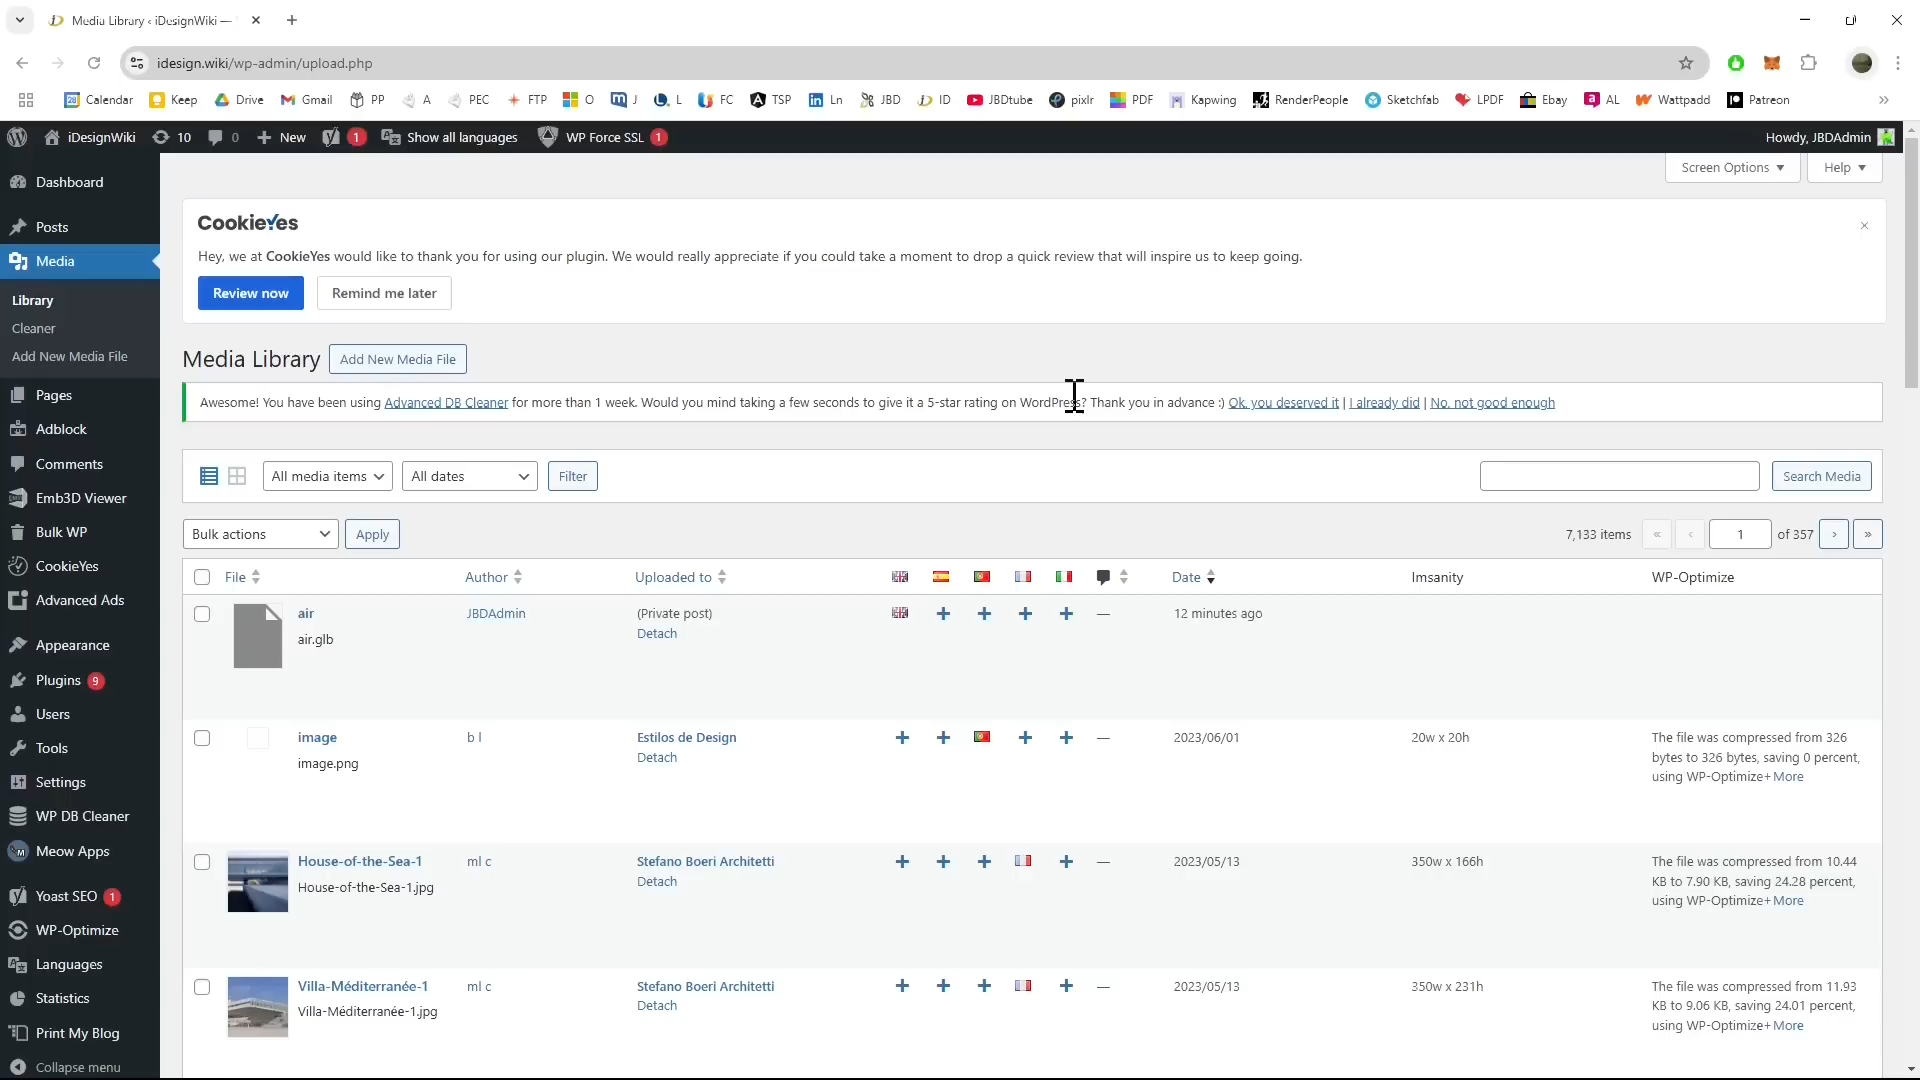 Media Library ‹ iDesignWiki —
idesign.wiki/wp-admin/upload.php
Calendar Keep Drive Gmail PP A PEC FTP O J L FC TSP Ln JBD ID JBDtube pixlr PDF Kapwing RenderPeople Sketchfab LPDF Ebay AL Wattpadd Patreon »
iDesignWiki 10 0 New 1 Show all languages WP Force SSL 1 Howdy, JBDAdmin
Screen Options Help
Dashboard
Posts
Media
Library
Cleaner
Add New Media File
Pages
Adblock
Comments
Emb3D Viewer
Bulk WP
CookieYes
Advanced Ads
Appearance
Plugins 9
Users
Tools
Settings
WP DB Cleaner
Meow Apps
Yoast SEO 1
WP-Optimize
Languages
Statistics
Print My Blog
Collapse menu
CookieYes
Hey, we at CookieYes would like to thank you for using our plugin. We would really appreciate if you could take a moment to drop a quick review that will inspire us to keep going.
Review now Remind me later
Media Library Add New Media File
Awesome! You have been using Advanced DB Cleaner for more than 1 week. Would you mind taking a few seconds to give it a 5-star rating on WordPress? Thank you in advance :) Ok, you deserved it | I already did | No, not good enough
All media items All dates Filter Search Media
Bulk actions Apply 7,133 items « ‹ 1 of 357 › »
File Author Uploaded to Date Imsanity WP-Optimize
air JBDAdmin (Private post) — 12 minutes ago
air.glb Detach
image b l Estilos de Design — 2023/06/01 20w x 20h The file was compressed from 326
image.png Detach bytes to 326 bytes, saving 0 percent,
using WP-Optimize+More
House-of-the-Sea-1 ml c Stefano Boeri Architetti — 2023/05/13 350w x 166h The file was compressed from 10.44
House-of-the-Sea-1.jpg Detach KB to 7.90 KB, saving 24.28 percent,
using WP-Optimize+More
Villa-Méditerranée-1 ml c Stefano Boeri Architetti — 2023/05/13 350w x 231h The file was compressed from 11.93
Villa-Méditerranée-1.jpg Detach KB to 9.06 KB, saving 24.01 percent,
using WP-Optimize+More